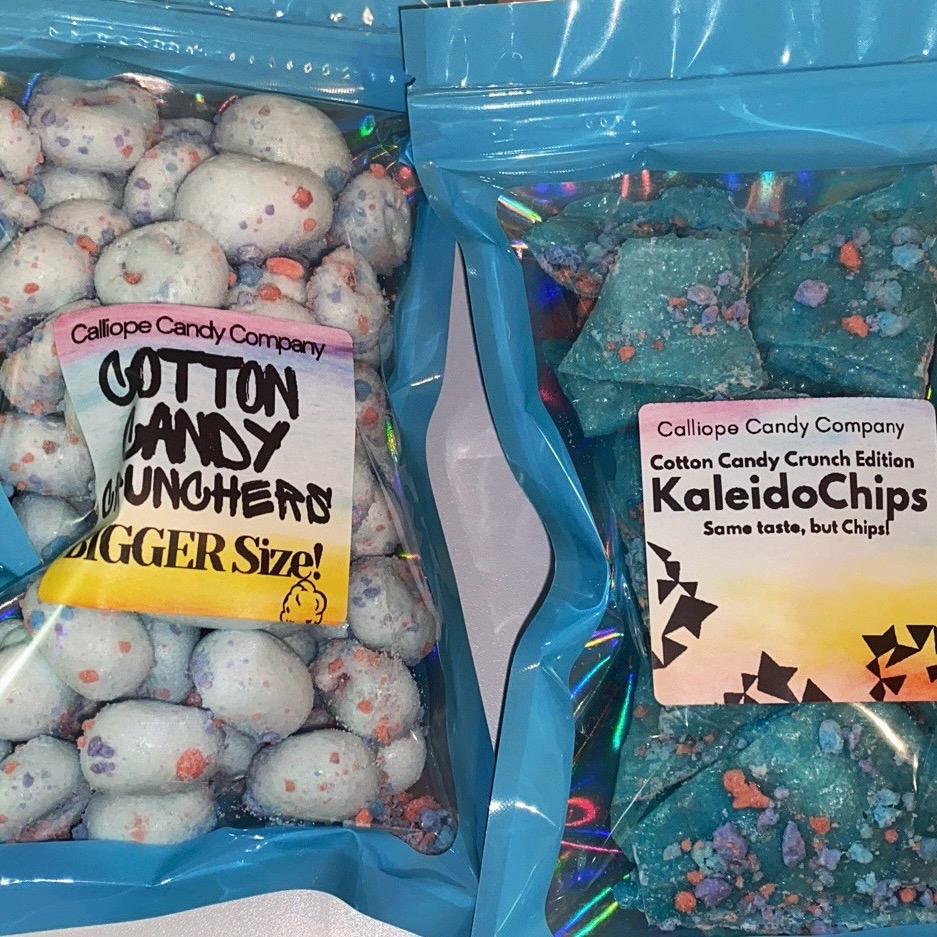 Calliope Candy Company
COTTON
CANDY
CRUNCHERS
BIGGER Size!
Calliope Candy Company
Cotton Candy Crunch Edition
KaleidoChips
Same taste, but Chips!